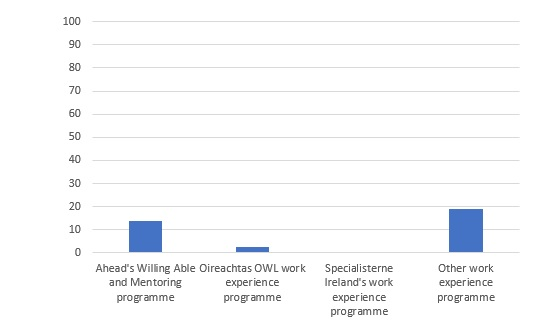 100
90
80
70
60
50
40
30
20
10
0
Ahead's Willing Able
and Mentoring
programme
Oireachtas OWL work
experience
programme
Specialisterne
Ireland's work
experience
programme
Other work
experience
programme